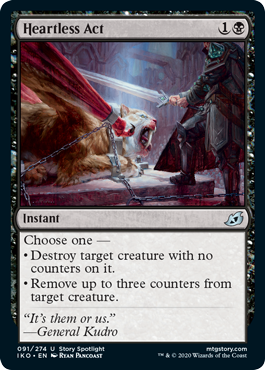 Heartless Act 1
Instant
Choose one —
• Destroy target creature with no
counters on it.
• Remove up to three counters from
target creature.
"It's them or us."
—General Kudro
091/274 U Story Spotlight mtgstory.com
IKO • EN Ryan Pancoast ™ & © 2020 Wizards of the Coast